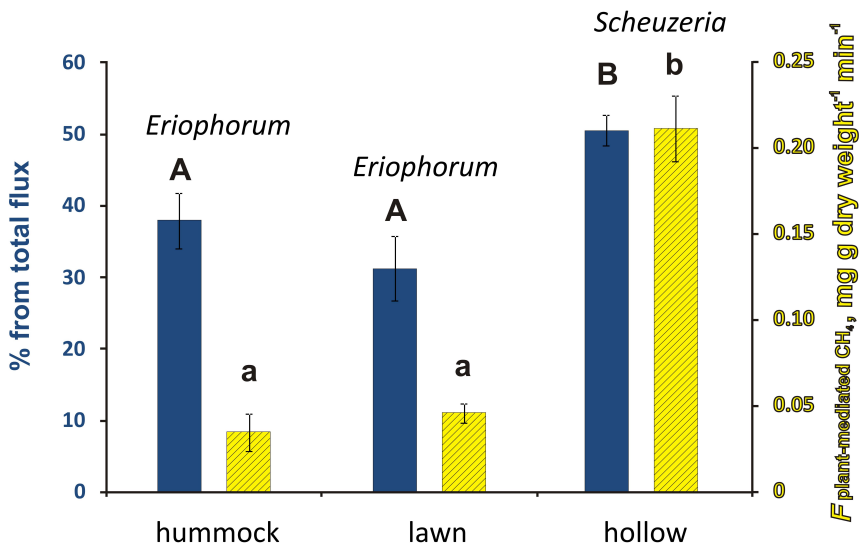 Scheuzeria
B
b
Eriophorum
A
Eriophorum
A
a
a
% from total flux
60
50
40
30
20
10
0
0.25
0.20
0.15
0.10
0.05
0
F plant-mediated CH₄, mg g dry weight⁻¹ min⁻¹
hummock
lawn
hollow